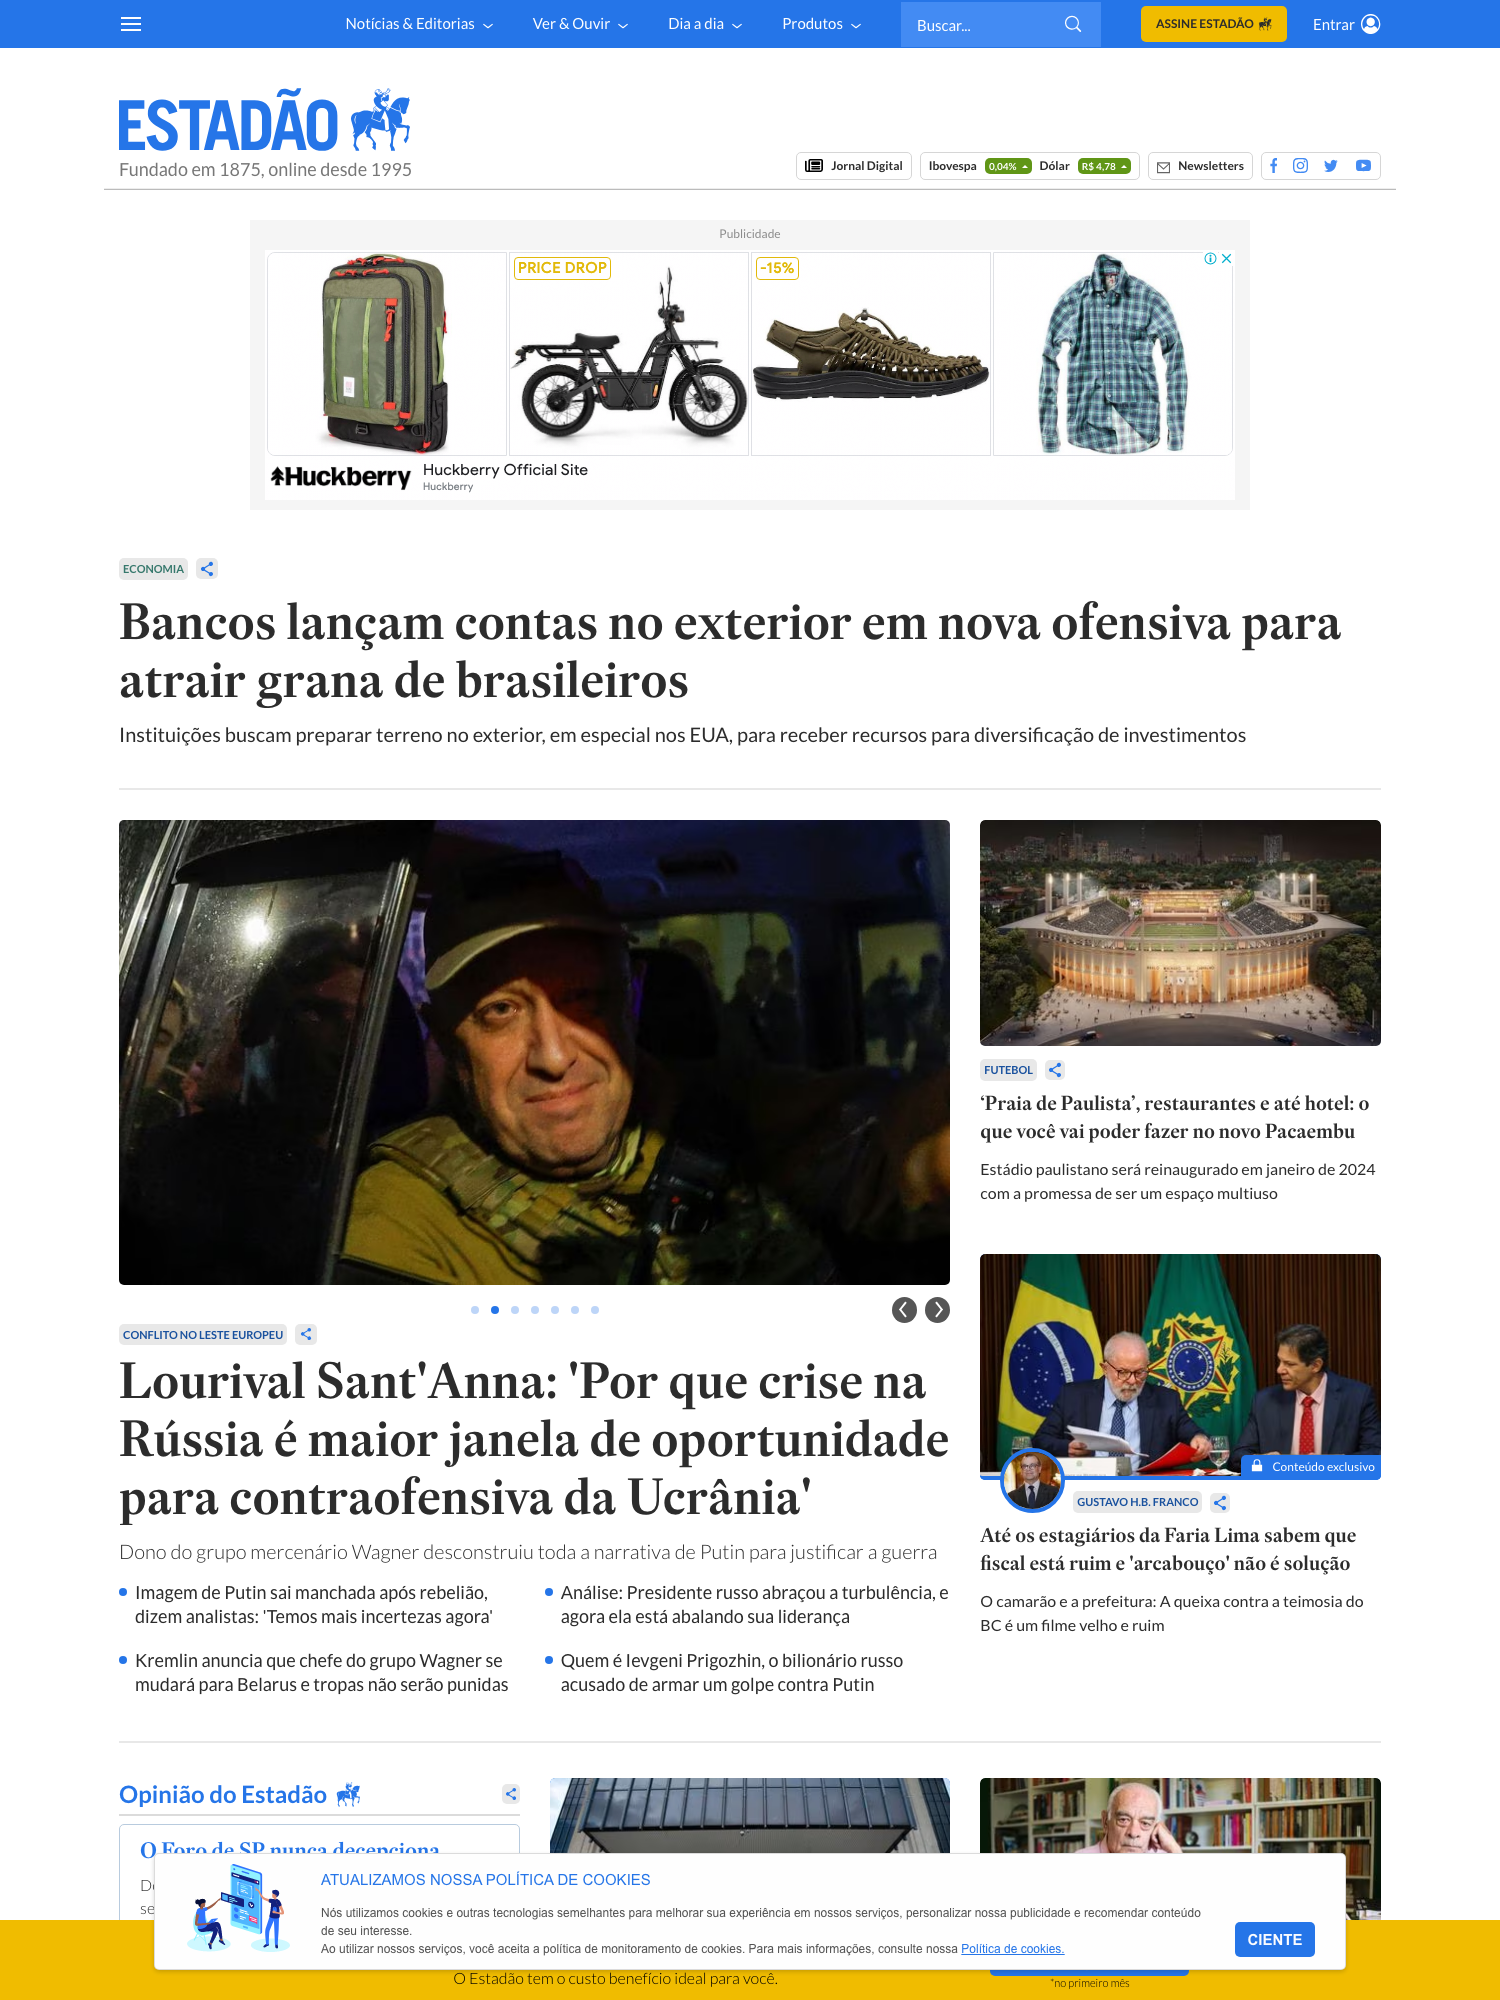 Notícias & Editorias
Ver & Ouvir
Dia a dia
Produtos
Buscar...
ASSINE ESTADÃO
Entrar
ESTADÃO
Fundado em 1875, online desde 1995
Jornal Digital
Ibovespa 0,04% Dólar R$ 4,78
Newsletters
Publicidade
PRICE DROP
-15%
Huckberry
Huckberry Official Site
Huckberry
ECONOMIA
Bancos lançam contas no exterior em nova ofensiva para
atrair grana de brasileiros
Instituições buscam preparar terreno no exterior, em especial nos EUA, para receber recursos para diversificação de investimentos
CONFLITO NO LESTE EUROPEU
Lourival Sant'Anna: 'Por que crise na
Rússia é maior janela de oportunidade
para contraofensiva da Ucrânia'
Dono do grupo mercenário Wagner desconstruiu toda a narrativa de Putin para justificar a guerra
Imagem de Putin sai manchada após rebelião,
dizem analistas: 'Temos mais incertezas agora'
Análise: Presidente russo abraçou a turbulência, e
agora ela está abalando sua liderança
Kremlin anuncia que chefe do grupo Wagner se
mudará para Belarus e tropas não serão punidas
Quem é Ievgeni Prigozhin, o bilionário russo
acusado de armar um golpe contra Putin
FUTEBOL
‘Praia de Paulista’, restaurantes e até hotel: o
que você vai poder fazer no novo Pacaembu
Estádio paulistano será reinaugurado em janeiro de 2024
com a promessa de ser um espaço multiuso
Conteúdo exclusivo
GUSTAVO H.B. FRANCO
Até os estagiários da Faria Lima sabem que
fiscal está ruim e 'arcabouço' não é solução
O camarão e a prefeitura: A queixa contra a teimosia do
BC é um filme velho e ruim
Opinião do Estadão
O Foro de SP nunca decepciona
ATUALIZAMOS NOSSA POLÍTICA DE COOKIES
Nós utilizamos cookies e outras tecnologias semelhantes para melhorar sua experiência em nossos serviços, personalizar nossa publicidade e recomendar conteúdo
de seu interesse.
Ao utilizar nossos serviços, você aceita a política de monitoramento de cookies. Para mais informações, consulte nossa Política de cookies.
CIENTE
O Estadão tem o custo benefício ideal para você.
*no primeiro mês